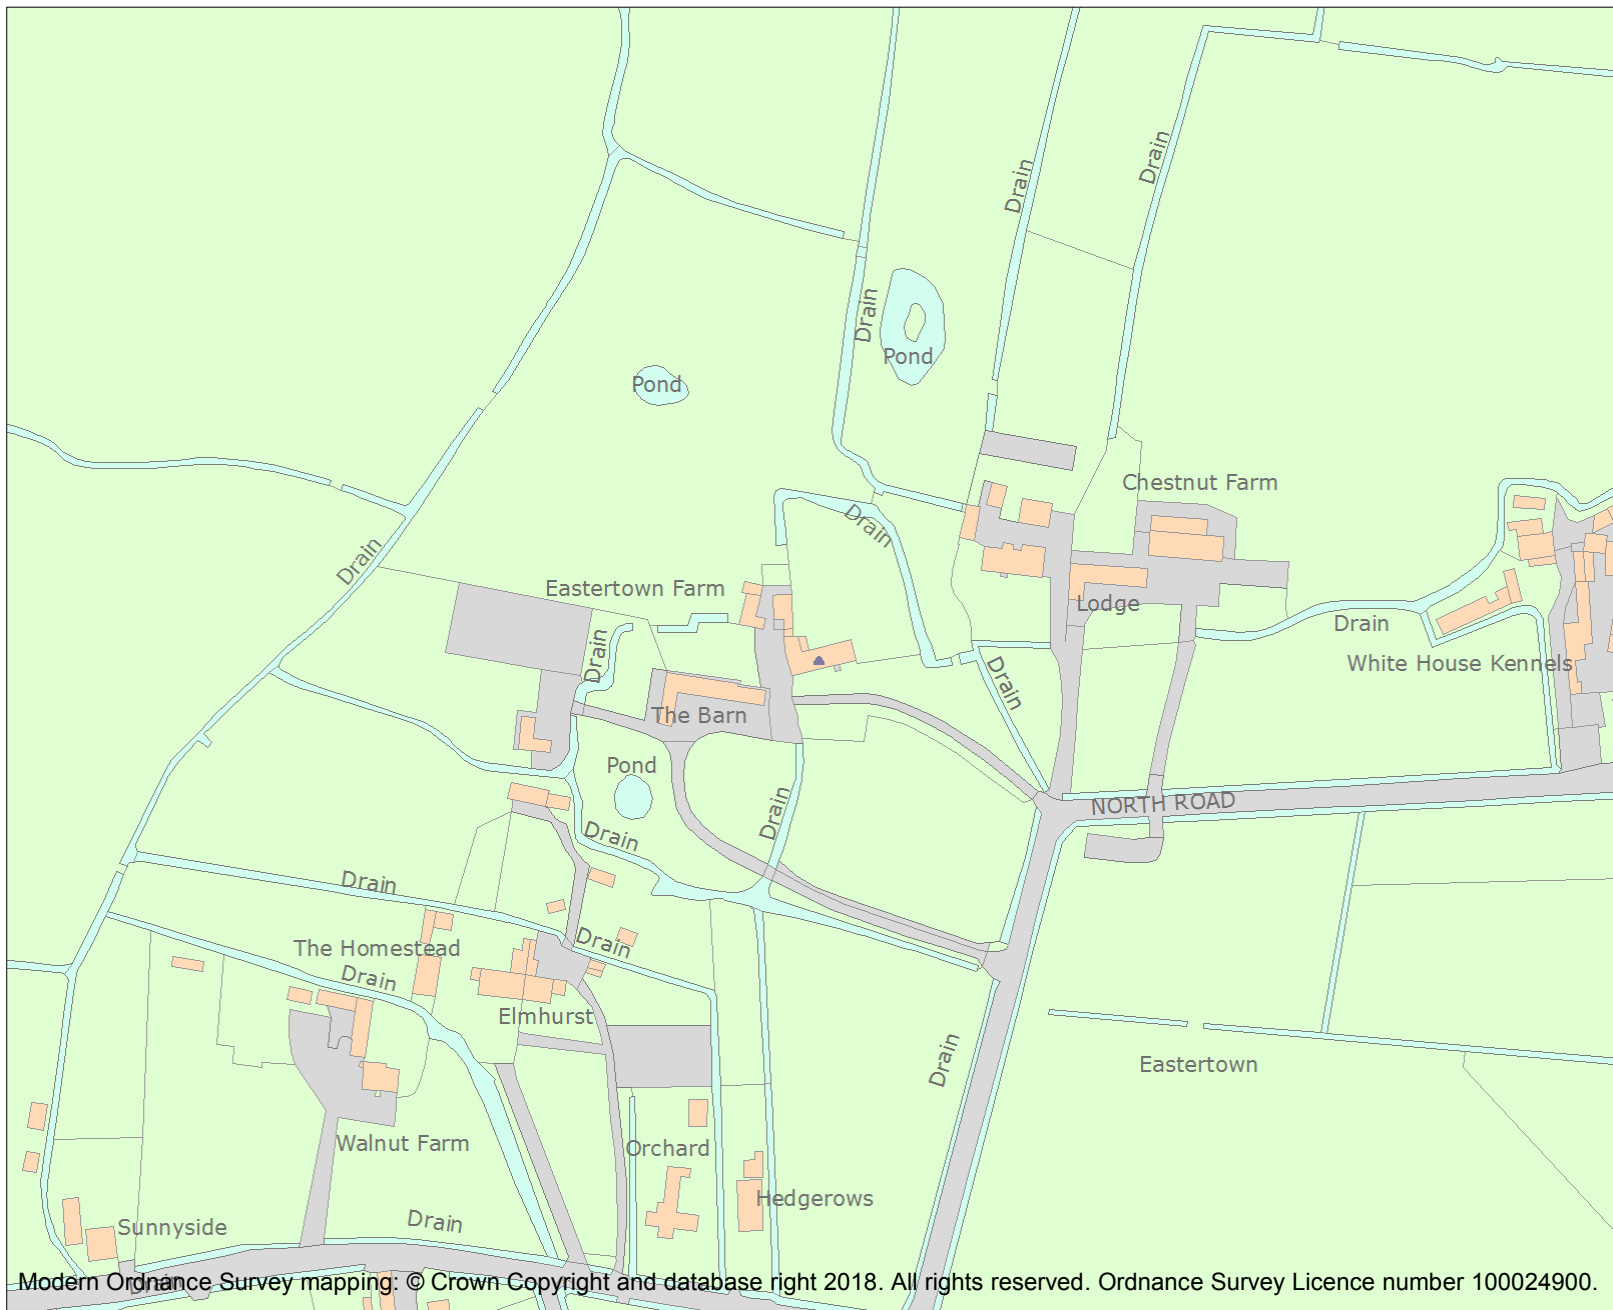 Drain
Drain
Drain
Pond
Pond
Chestnut Farm
Drain
Drain
Eastertown Farm
Lodge
Drain
Drain
White House Kennels
Drain
The Barn
Pond
NORTH ROAD
Drain
Drain
Drain
The Homestead
Drain
Drain
Elmhurst
Drain
Eastertown
Walnut Farm
Orchard
Hedgerows
Sunnyside
Drain
Drain
Modern Ordnance Survey mapping: © Crown Copyright and database right 2018. All rights reserved. Ordnance Survey Licence number 100024900.